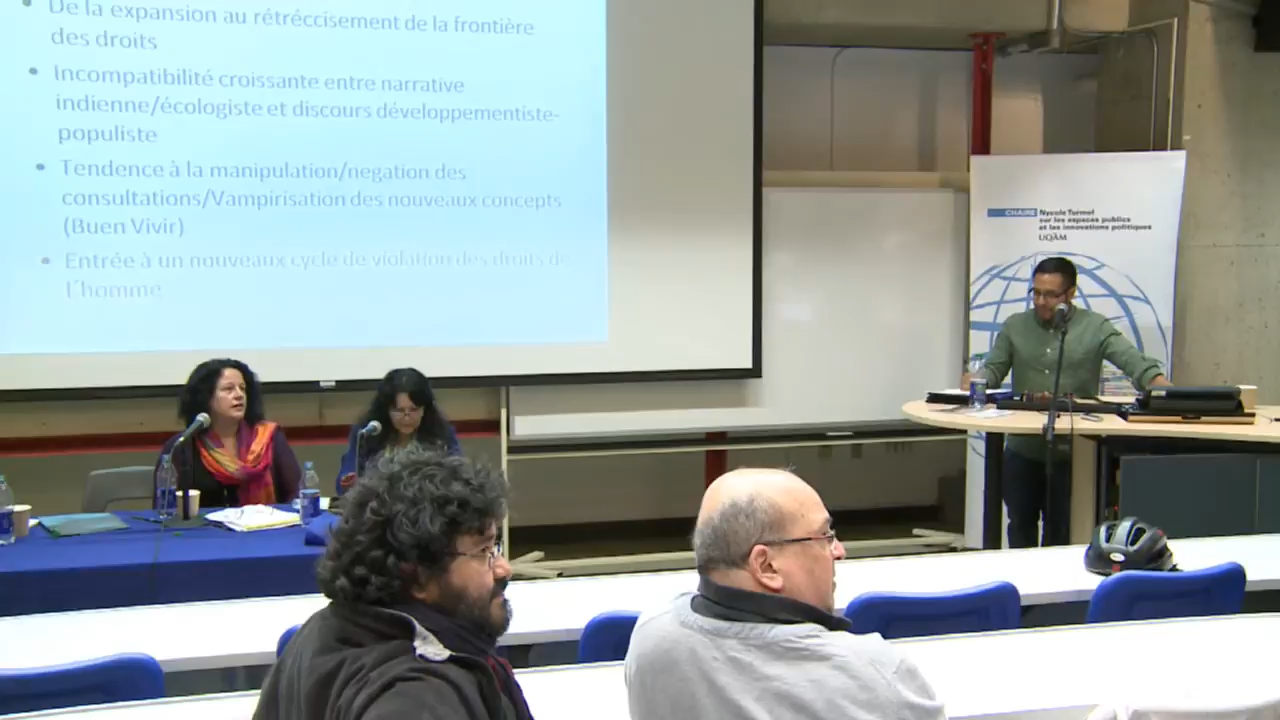 De la expansion au rétréccisement de la frontière
des droits
Incompatibilité croissante entre narrative
indienne/écologiste et discours développementiste-
populiste
Tendence à la manipulation/negation des
consultations/Vampirisation des nouveaux concepts
(Buen Vivir)
Entrée à un nouveaux cycle de violation des droits de
l'homme
CHAIRE Nycole Turmel
sur les espaces publics
et les innovations politiques
UQÀM